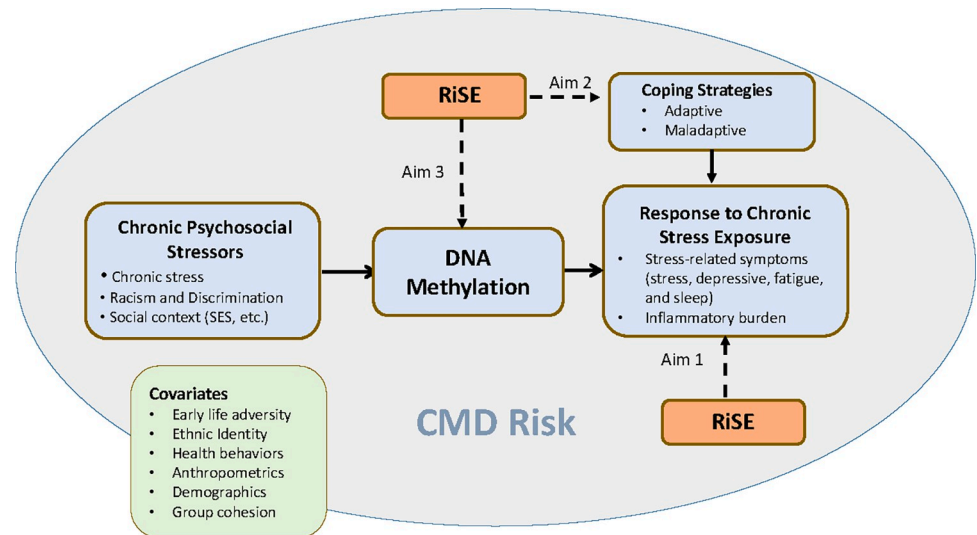 RiSE
Aim 2
Coping Strategies
• Adaptive
• Maladaptive
Aim 3
Chronic Psychosocial
Stressors
• Chronic stress
• Racism and Discrimination
• Social context (SES, etc.)
DNA
Methylation
Response to Chronic
Stress Exposure
• Stress-related symptoms
(stress, depressive, fatigue,
and sleep)
• Inflammatory burden
Aim 1
RiSE
Covariates
• Early life adversity
• Ethnic Identity
• Health behaviors
• Anthropometrics
• Demographics
• Group cohesion
CMD Risk